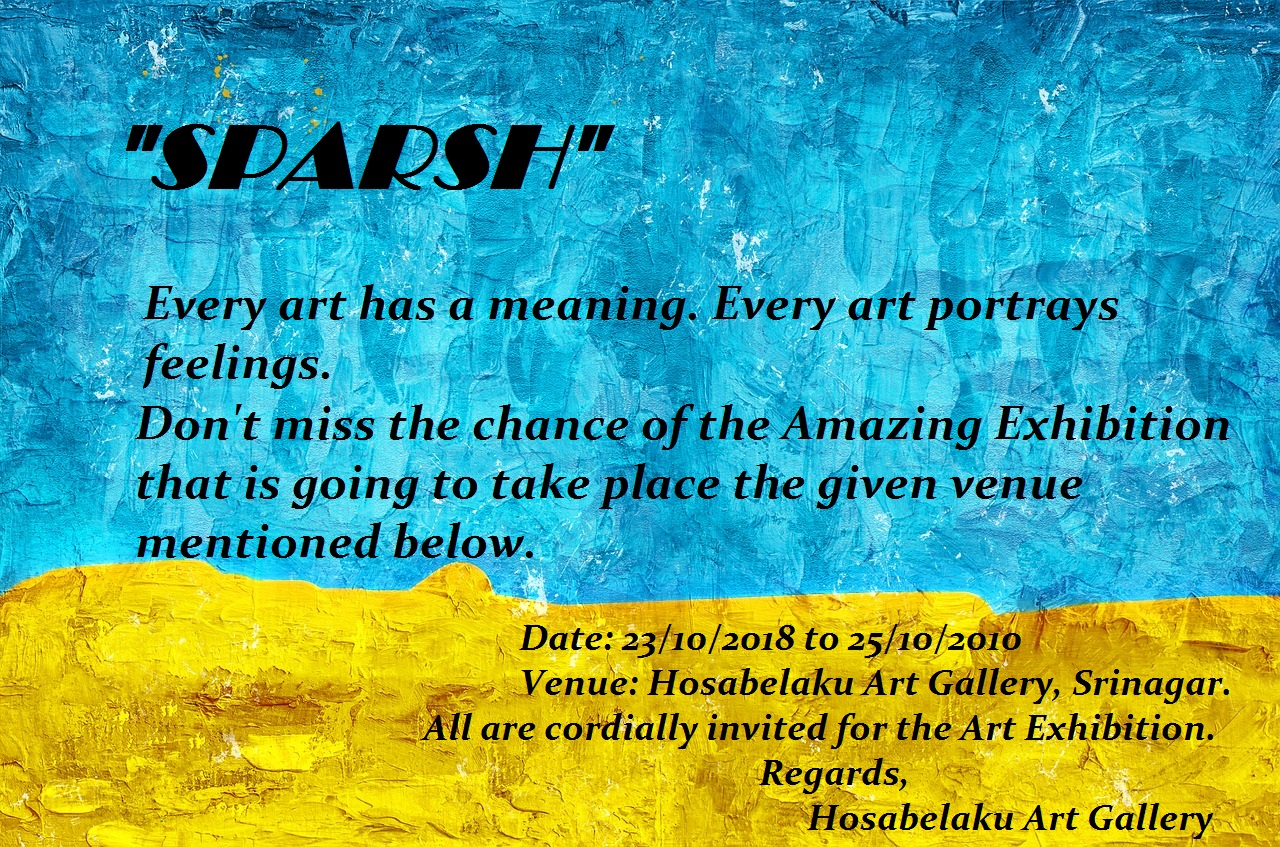 "SPARSH"
Every art has a meaning. Every art portrays
feelings.
Don't miss the chance of the Amazing Exhibition
that is going to take place the given venue
mentioned below.
Date: 23/10/2018 to 25/10/2010
Venue: Hosabelaku Art Gallery, Srinagar.
All are cordially invited for the Art Exhibition.
Regards,
Hosabelaku Art Gallery